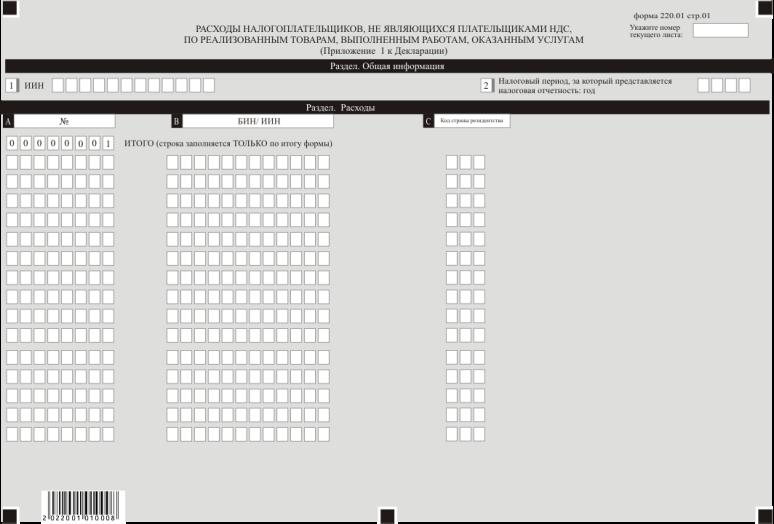 форма 220.01 стр.01
РАСХОДЫ НАЛОГОПЛАТЕЛЬЩИКОВ, НЕ ЯВЛЯЮЩИХСЯ ПЛАТЕЛЬЩИКАМИ НДС,
ПО РЕАЛИЗОВАННЫМ ТОВАРАМ, ВЫПОЛНЕННЫМ РАБОТАМ, ОКАЗАННЫМ УСЛУГАМ
(Приложение 1 к Декларации)
Укажите номер
текущего листа:
Раздел. Общая информация
1 ИИН
2 Налоговый период, за который представляется
налоговая отчетность: год
Раздел. Расходы
A № B БИН/ ИИН C Код страны резидентства
0 0 0 0 0 0 0 1 ИТОГО (строка заполняется ТОЛЬКО по итогу формы)
2 022001 010008